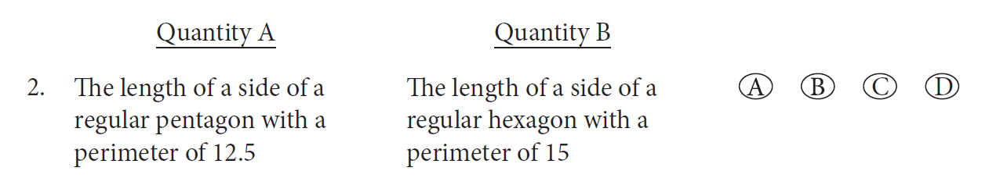 Quantity A Quantity B
2. The length of a side of a The length of a side of a A B C D
regular pentagon with a regular hexagon with a
perimeter of 12.5 perimeter of 15